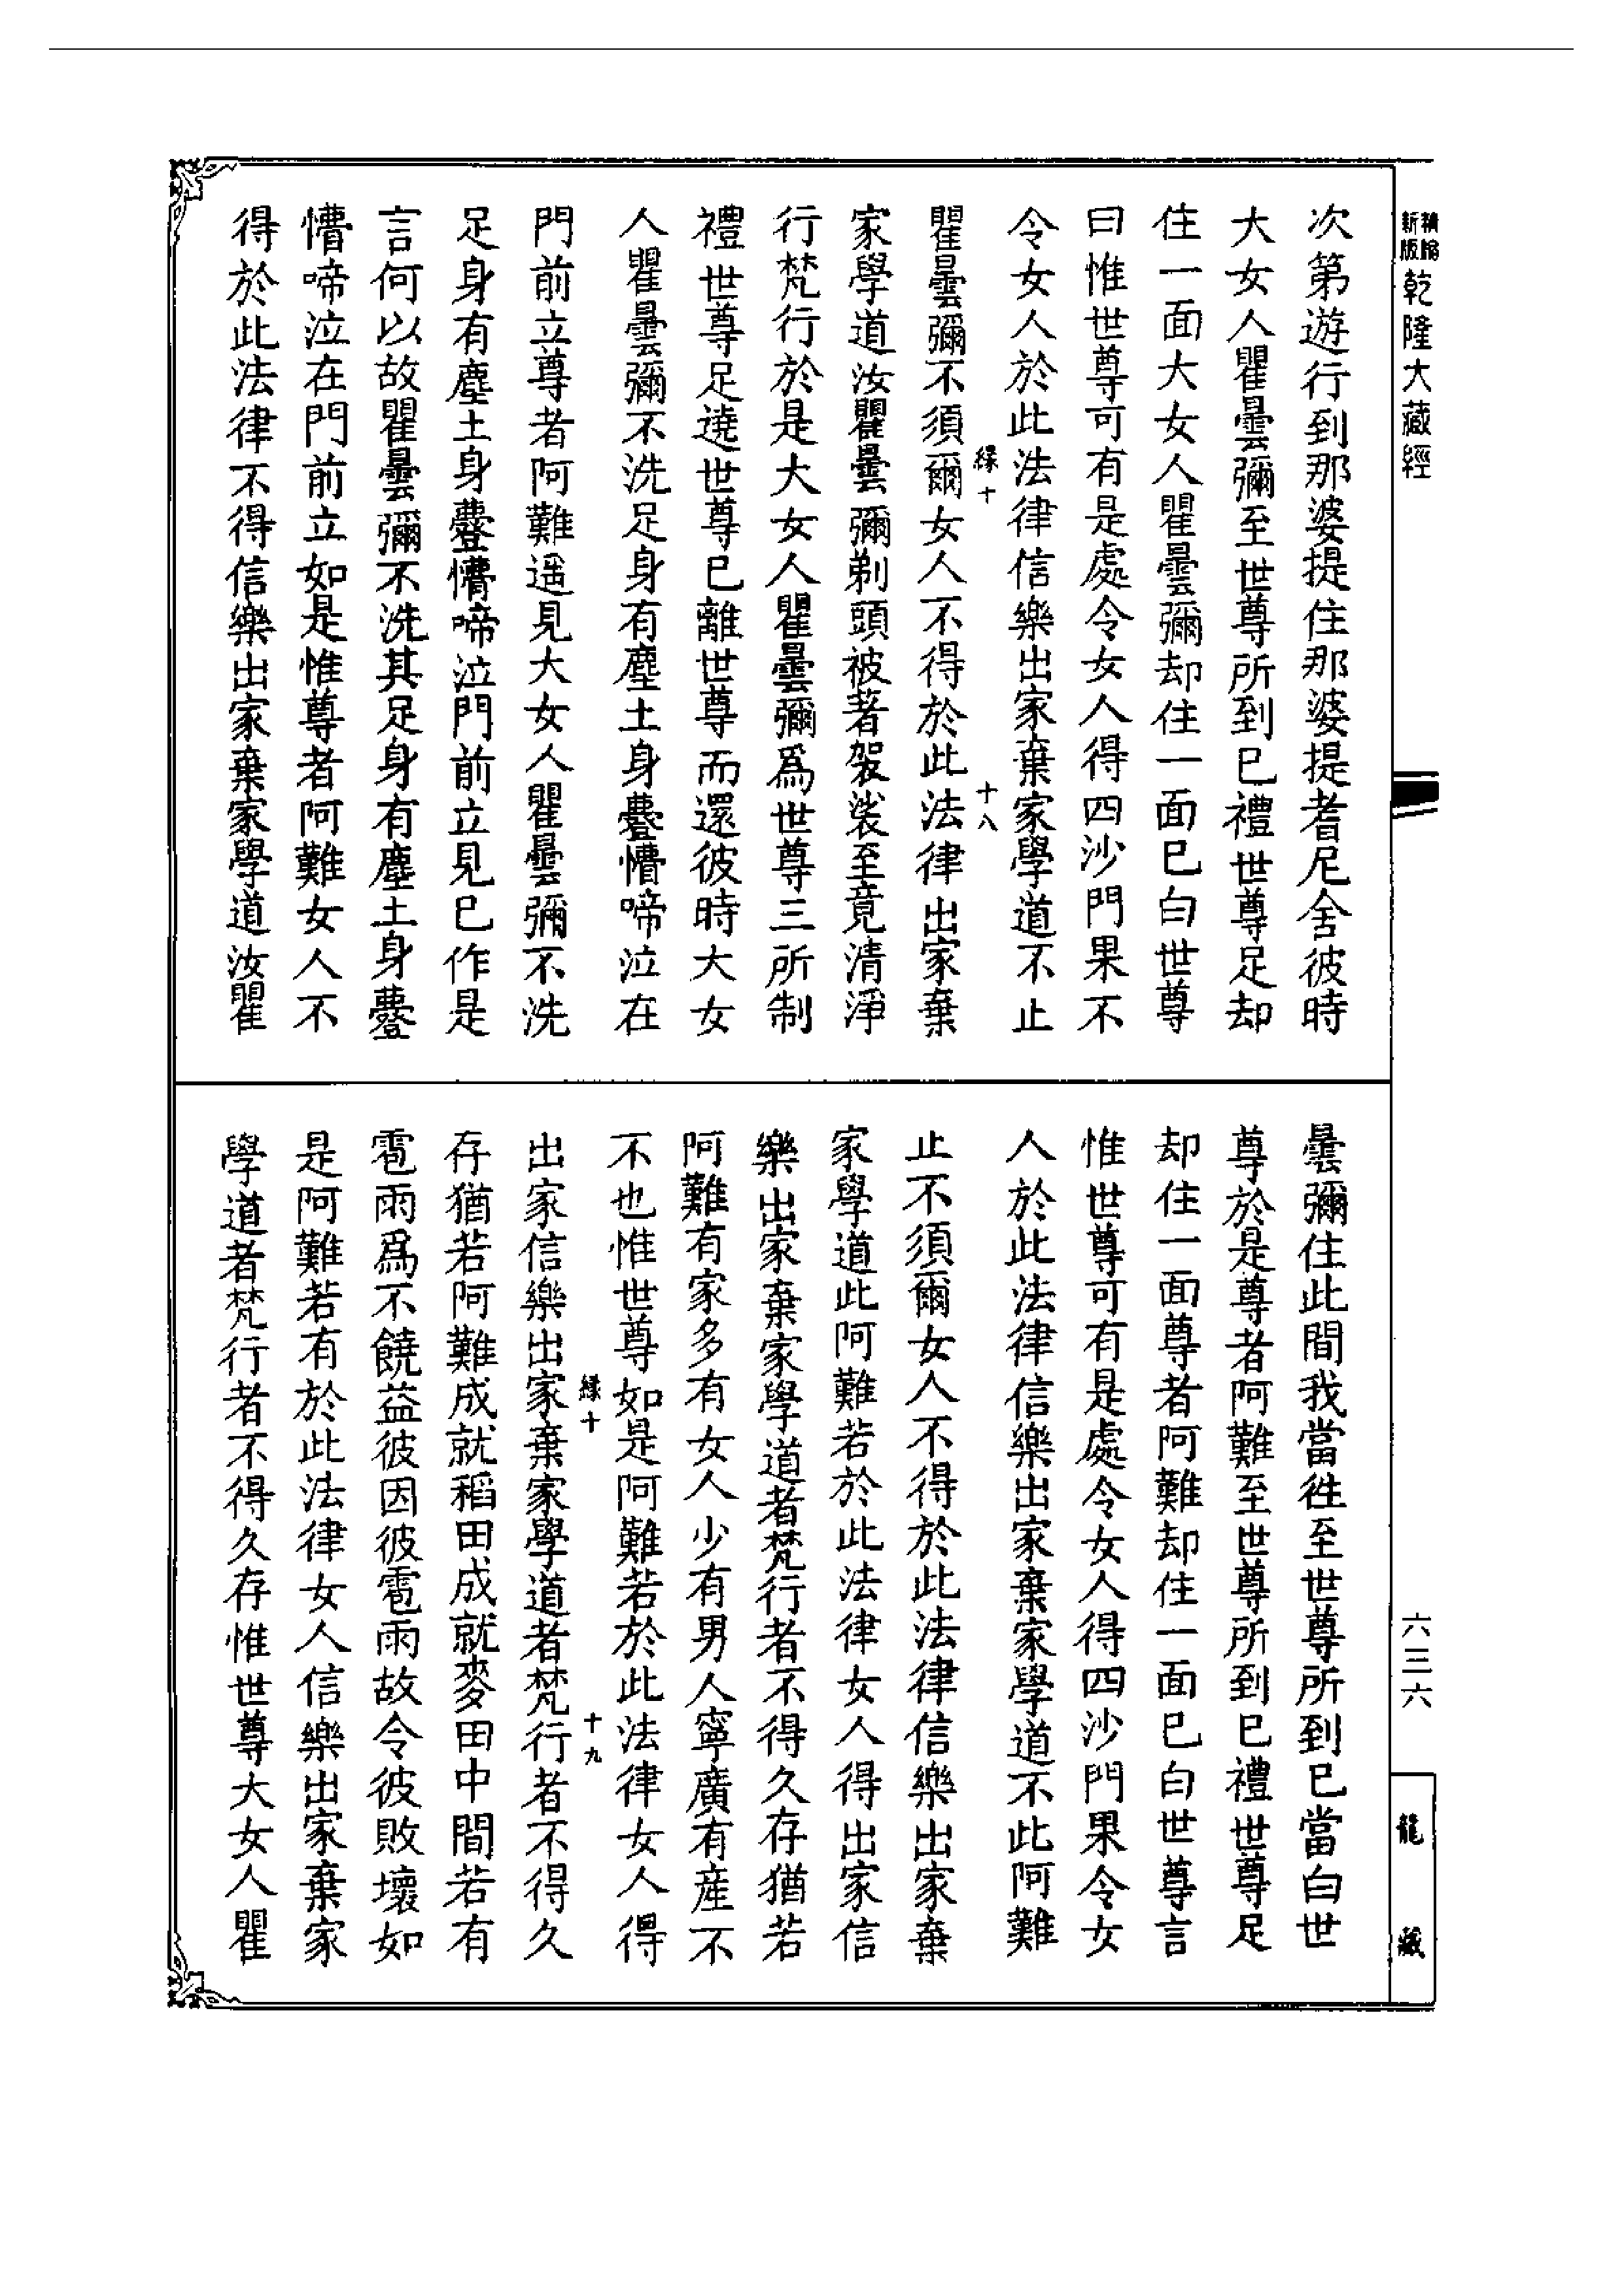 精縮
新版
乾隆大藏經
六三六
龍藏
次第遊行到那婆提住那婆提耆尼舍彼時
大女人瞿曇彌至世尊所到已禮世尊足却
住一面大女人瞿曇彌却住一面已白世尊
曰惟世尊可有是處令女人得四沙門果不
令女人於此法律信樂出家棄家學道不止
緣十
十八
瞿曇彌不須爾女人不得於此法律出家棄
家學道汝瞿曇彌剃頭被著袈裟至竟清淨
行梵行於是大女人瞿曇彌爲世尊三所制
禮世尊足遶世尊已離世尊而還彼時大女
人瞿曇彌不洗足身有塵土身㿅懵啼泣在
門前立尊者阿難遥見大女人瞿曇彌不洗
足身有塵土身㿅懵啼泣門前立見已作是
言何以故瞿曇彌不洗其足身有塵土身㿅
懵啼泣在門前立如是惟尊者阿難女人不
得於此法律不得信樂出家棄家學道汝瞿
曇彌住此間我當徃至世尊所到已當白世
尊於是尊者阿難至世尊所到已禮世尊足
却住一面尊者阿難却住一面已白世尊言
惟世尊可有是處令女人得四沙門果令女
人於此法律信樂出家棄家學道不此阿難
止不須爾女人不得於此法律信樂出家棄
家學道此阿難若於此法律女人得出家信
樂出家棄家學道者梵行者不得久存猶若
阿難有家多有女人少有男人寧廣有産不
不也惟世尊如是阿難若於此法律女人得
緣十
十九
出家信樂出家棄家學道者梵行者不得久
存猶若阿難成就稻田成就麥田中間若有
雹雨爲不饒益彼因彼雹雨故令彼敗壞如
是阿難若有於此法律女人信樂出家棄家
學道者梵行者不得久存惟世尊大女人瞿